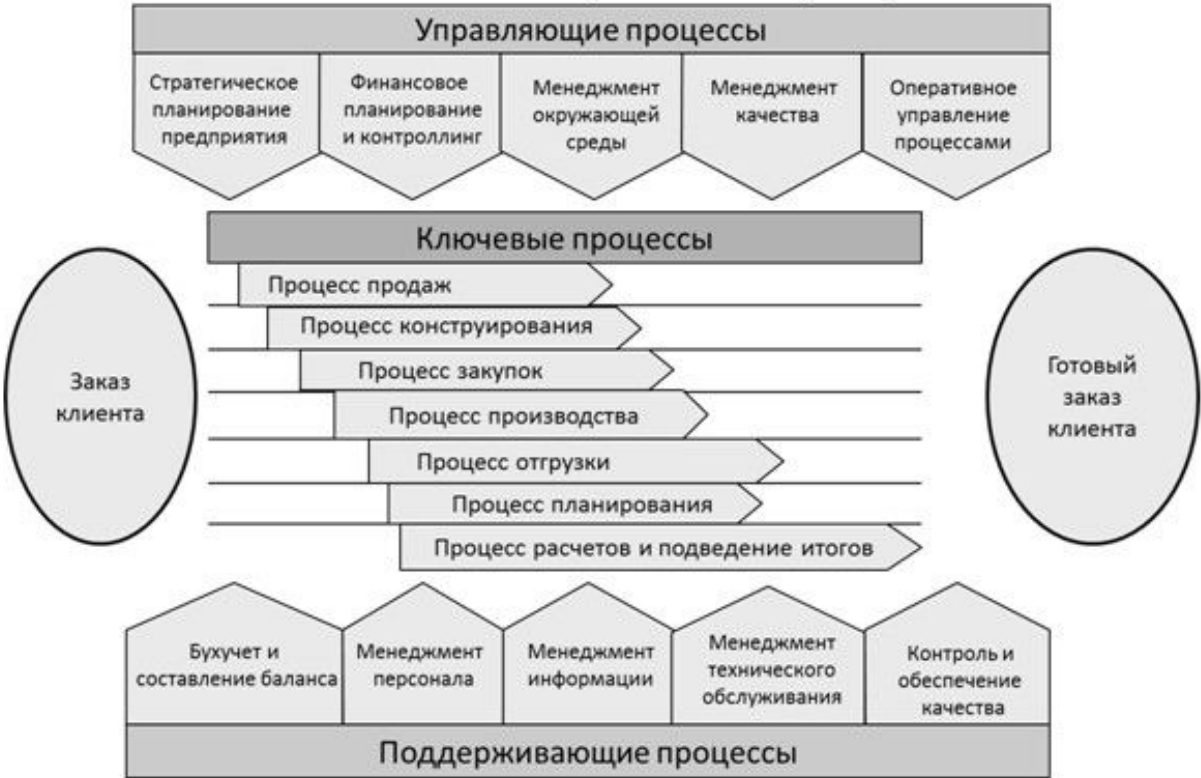 Управляющие процессы
Стратегическое
планирование
предприятия
Финансовое
планирование
и контроллинг
Менеджмент
окружающей
среды
Менеджмент
качества
Оперативное
управление
процессами
Ключевые процессы
Процесс продаж
Процесс конструирования
Процесс закупок
Процесс производства
Процесс отгрузки
Процесс планирования
Процесс расчетов и подведение итогов
Заказ
клиента
Готовый
заказ
клиента
Бухучет и
составление баланса
Менеджмент
персонала
Менеджмент
информации
Менеджмент
технического
обслуживания
Контроль и
обеспечение
качества
Поддерживающие процессы